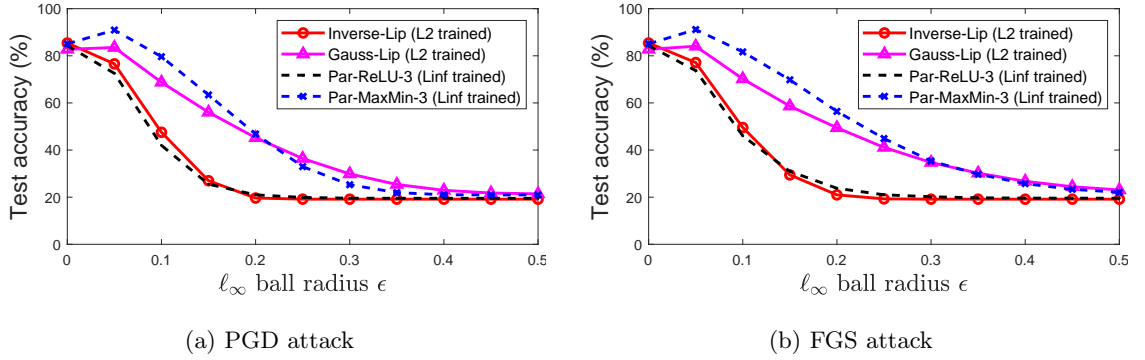 100
80
60
40
20
0
Test accuracy (%)
0 0.1 0.2 0.3 0.4 0.5
ℓ∞ ball radius ϵ
Inverse-Lip (L2 trained)
Gauss-Lip (L2 trained)
Par-ReLU-3 (Linf trained)
Par-MaxMin-3 (Linf trained)
(a) PGD attack
100
80
60
40
20
0
Test accuracy (%)
0 0.1 0.2 0.3 0.4 0.5
ℓ∞ ball radius ϵ
Inverse-Lip (L2 trained)
Gauss-Lip (L2 trained)
Par-ReLU-3 (Linf trained)
Par-MaxMin-3 (Linf trained)
(b) FGS attack